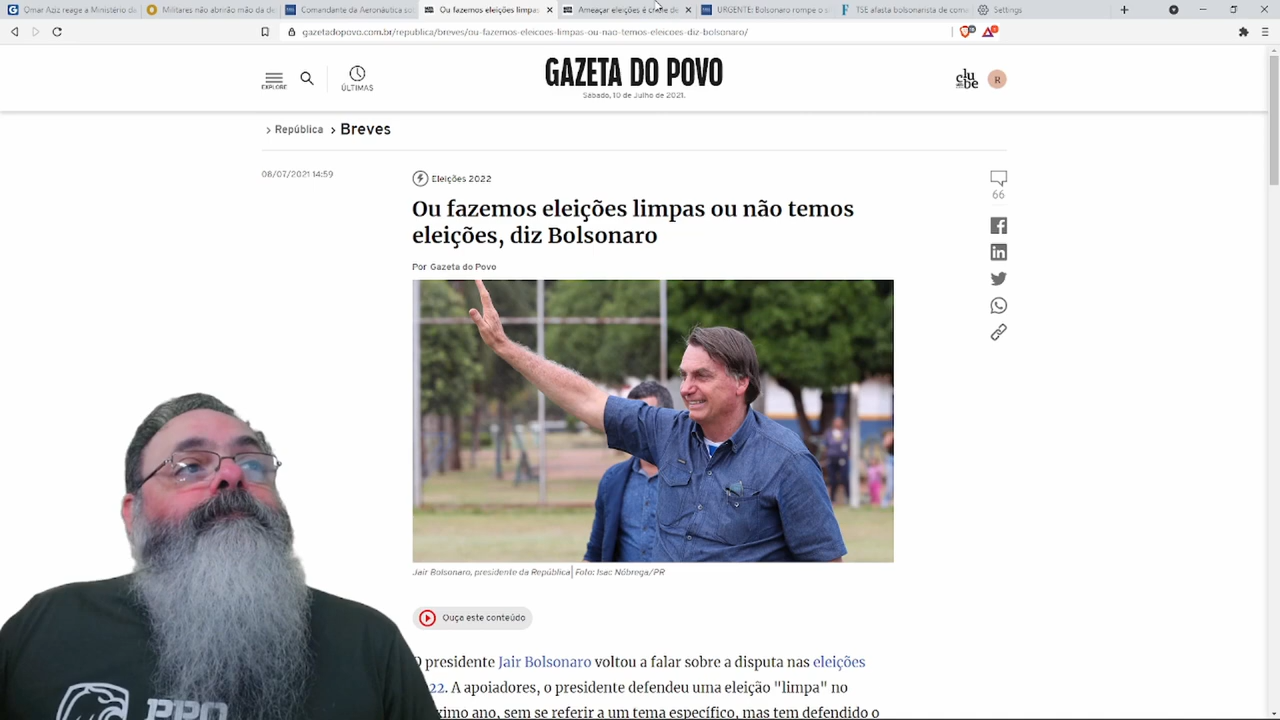 Omar Aziz reage a Ministério da
Militares não abrirão mão da de
Comandante da Aeronáutica so
Ou fazemos eleições limpas
Ameaçar eleições é crime de
URGENTE: Bolsonaro rompe o s
TSE afasta bolsonarista de coma
Settings
gazetadopovo.com.br/republica/breves/ou-fazemos-eleicoes-limpas-ou-nao-temos-eleicoes-diz-bolsonaro/
EXPLORE
ÚLTIMAS
GAZETA DO POVO
Sábado, 10 de Julho de 2021.
clube
R
República
Breves
08/07/2021 14:59
Eleições 2022
66
Ou fazemos eleições limpas ou não temos
eleições, diz Bolsonaro
Por Gazeta do Povo
Jair Bolsonaro, presidente da República| Foto: Isac Nóbrega/PR
Ouça este conteúdo
presidente Jair Bolsonaro voltou a falar sobre a disputa nas eleições
22. A apoiadores, o presidente defendeu uma eleição "limpa" no
ximo ano, sem se referir a um tema específico, mas tem defendido o